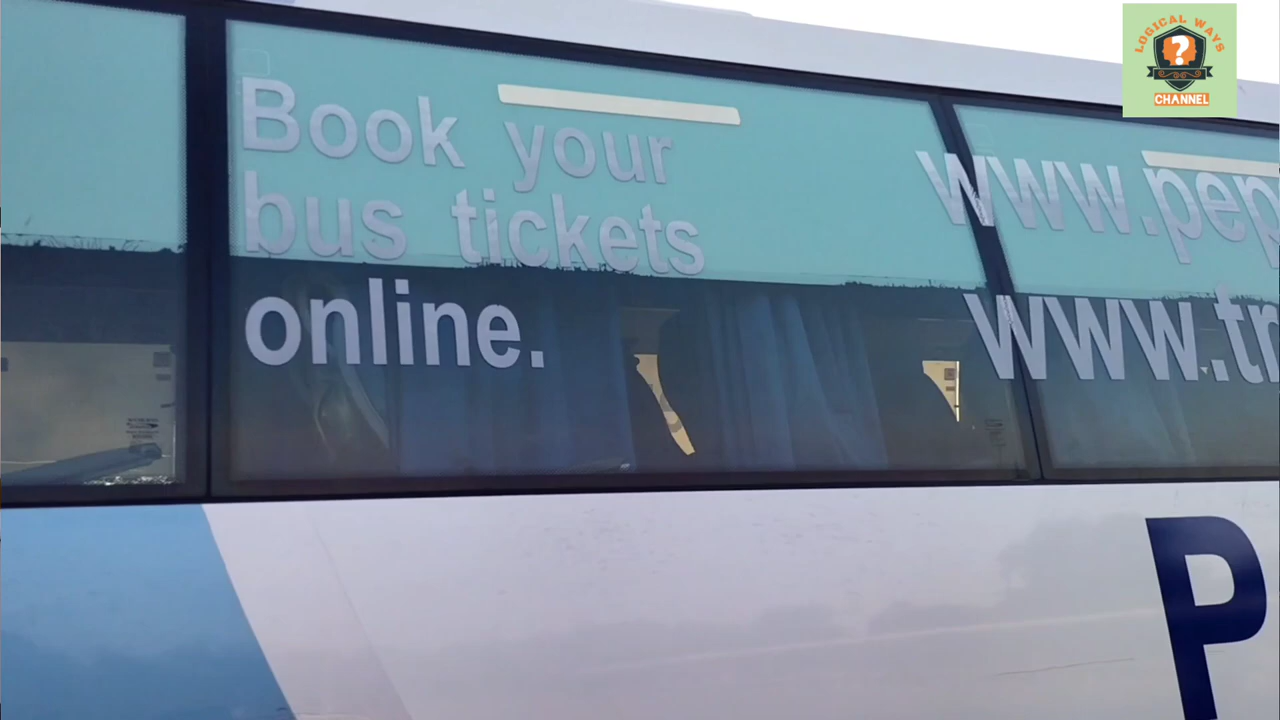 Book your
bus tickets
online.
www.pep
www.tr
P
LOGICAL WAYS
?
CHANNEL